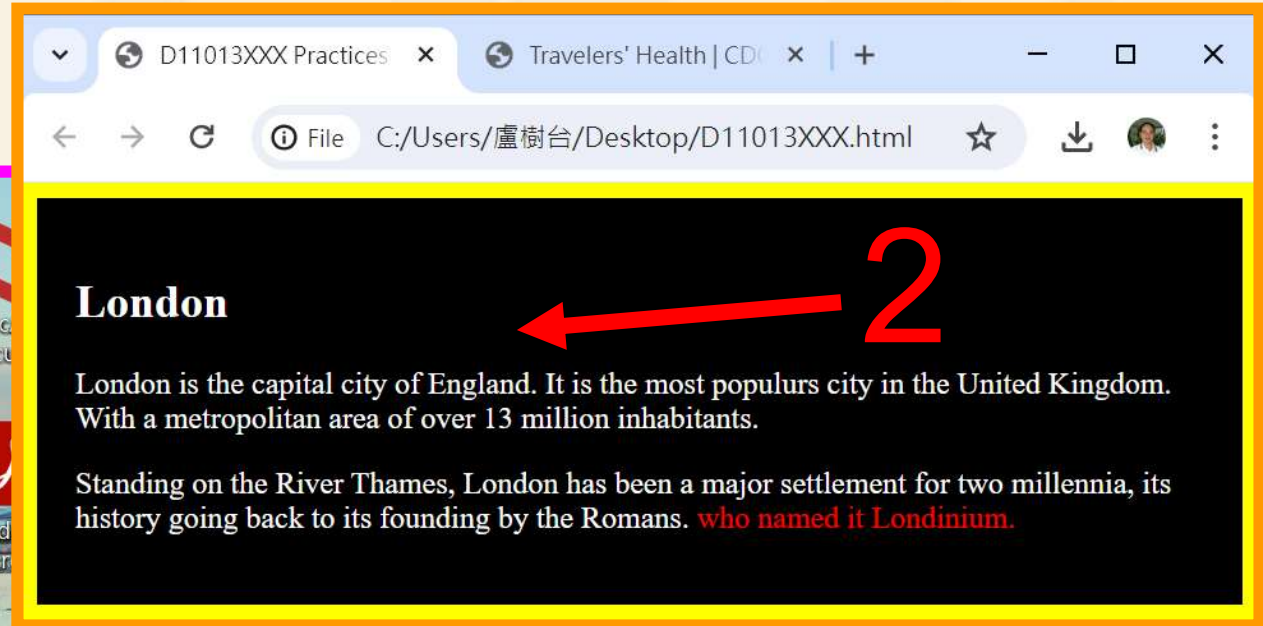 D11013XXX Practices
Travelers' Health | CD
File C:/Users/盧樹台/Desktop/D11013XXX.html
2
London
London is the capital city of England. It is the most populurs city in the United Kingdom.
With a metropolitan area of over 13 million inhabitants.
Standing on the River Thames, London has been a major settlement for two millennia, its
history going back to its founding by the Romans. who named it Londinium.